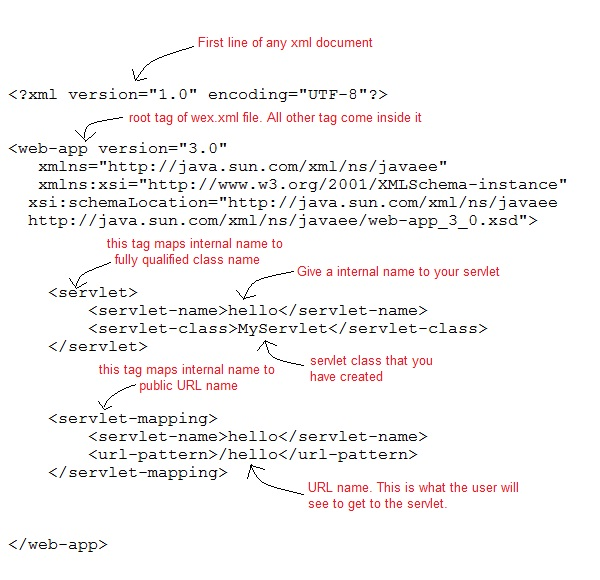 First line of any xml document
<?xml version="1.0" encoding="UTF-8"?>
root tag of wex.xml file. All other tag come inside it
<web-app version="3.0"
xmlns="http://java.sun.com/xml/ns/javaee"
xmlns:xsi="http://www.w3.org/2001/XMLSchema-instance"
xsi:schemaLocation="http://java.sun.com/xml/ns/javaee
http://java.sun.com/xml/ns/javaee/web-app_3_0.xsd">
this tag maps internal name to
fully qualified class name
Give a internal name to your servlet
<servlet>
<servlet-name>hello</servlet-name>
<servlet-class>MyServlet</servlet-class>
</servlet>
servlet class that you
have created
this tag maps internal name to
public URL name
<servlet-mapping>
<servlet-name>hello</servlet-name>
<url-pattern>/hello</url-pattern>
</servlet-mapping>
URL name. This is what the user will
see to get to the servlet.
</web-app>